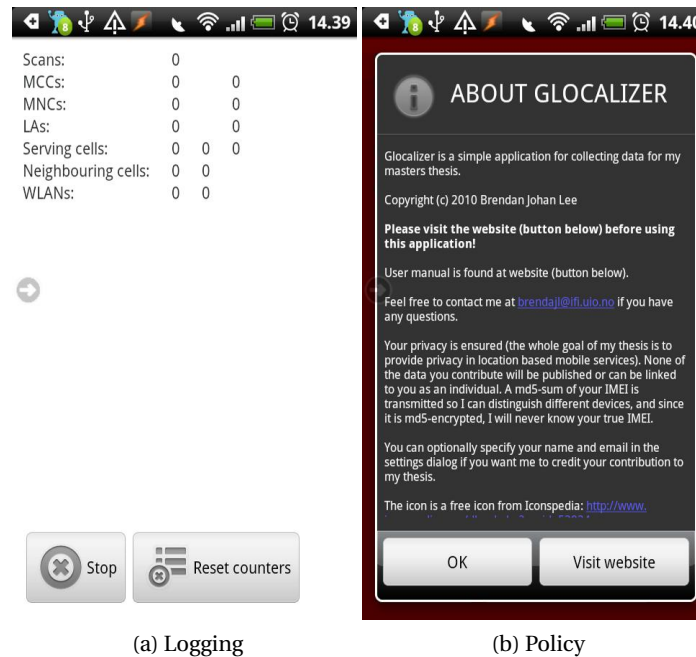 14.39
Scans: 0
MCCs: 0 0
MNCs: 0 0
LAs: 0 0
Serving cells: 0 0 0
Neighbouring cells: 0 0
WLANs: 0 0
Stop
Reset counters
(a) Logging
8
14.40
ABOUT GLOCALIZER
Glocalizer is a simple application for collecting data for my
masters thesis.
Copyright (c) 2010 Brendan Johan Lee
Please visit the website (button below) before using
this application!
User manual is found at website (button below).
Feel free to contact me at brendajl@ifi.uio.no if you have
any questions.
Your privacy is ensured (the whole goal of my thesis is to
provide privacy in location based mobile services). None of
the data you contribute will be published or can be linked
to you as an individual. A md5-sum of your IMEI is
transmitted so I can distinguish different devices, and since
it is md5-encrypted, I will never know your true IMEI.
You can optionally specify your name and email in the
settings dialog if you want me to credit your contribution to
my thesis.
The icon is a free icon from Iconspedia: http://www.
OK
Visit website
(b) Policy